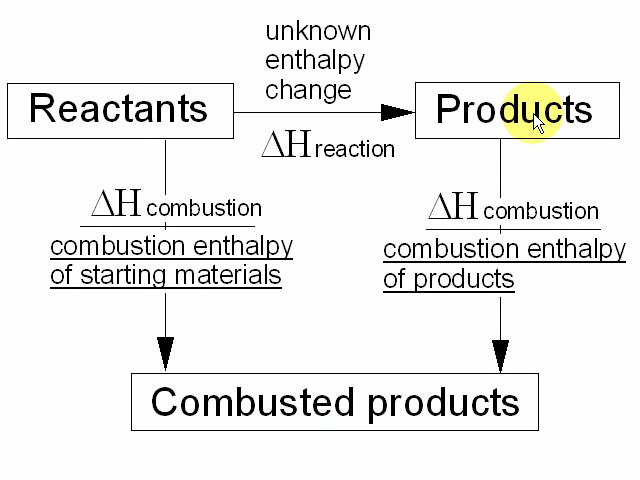 unknown
enthalpy
change
Reactants
Products
ΔH reaction
ΔH combustion
combustion enthalpy
of starting materials
ΔH combustion
combustion enthalpy
of products
Combusted products